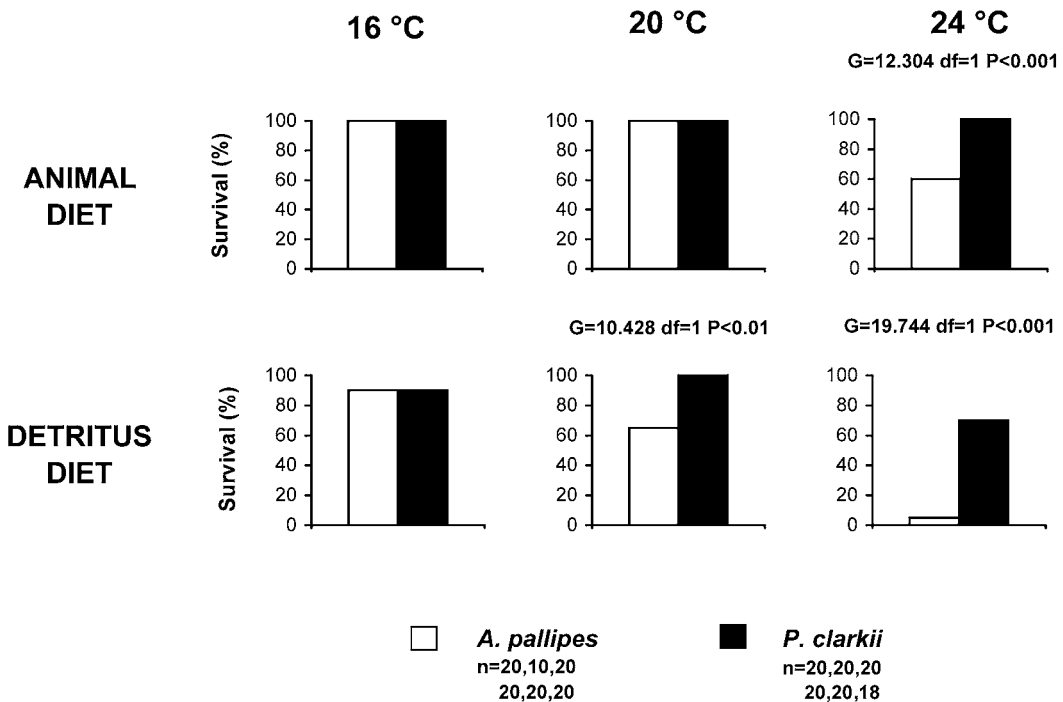 16 °C
20 °C
24 °C
G=12.304 df=1 P<0.001
ANIMAL
DIET
Survival (%)
100
80
60
40
20
0
100
80
60
40
20
0
100
80
60
40
20
0
G=10.428 df=1 P<0.01
G=19.744 df=1 P<0.001
DETRITUS
DIET
Survival (%)
100
80
60
40
20
0
100
80
60
40
20
0
100
80
60
40
20
0
A. pallipes
n=20,10,20
20,20,20
P. clarkii
n=20,20,20
20,20,18